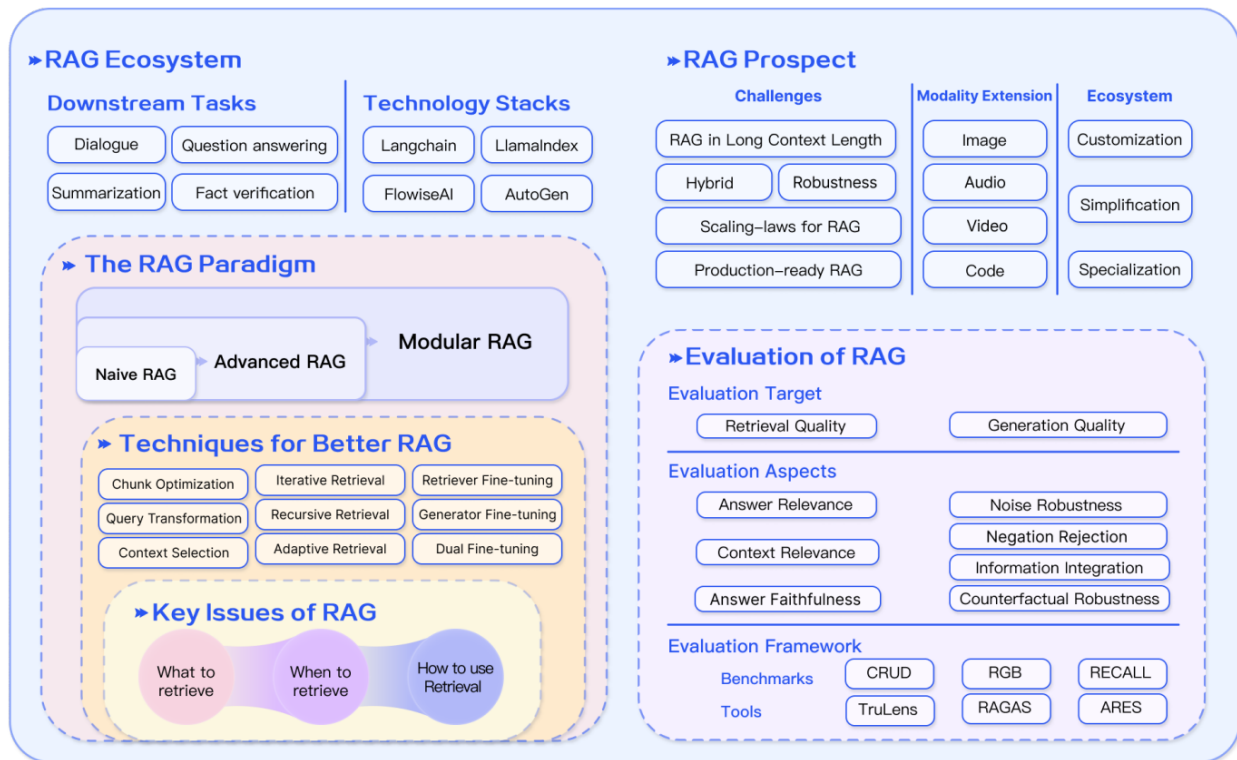 RAG Ecosystem
Downstream Tasks
Dialogue
Question answering
Summarization
Fact verification
Technology Stacks
Langchain
LlamaIndex
FlowiseAI
AutoGen
The RAG Paradigm
Naive RAG
Advanced RAG
Modular RAG
Techniques for Better RAG
Chunk Optimization
Iterative Retrieval
Retriever Fine-tuning
Query Transformation
Recursive Retrieval
Generator Fine-tuning
Context Selection
Adaptive Retrieval
Dual Fine-tuning
Key Issues of RAG
What to
retrieve
When to
retrieve
How to use
Retrieval
RAG Prospect
Challenges
RAG in Long Context Length
Hybrid
Robustness
Scaling-laws for RAG
Production-ready RAG
Modality Extension
Image
Audio
Video
Code
Ecosystem
Customization
Simplification
Specialization
Evaluation of RAG
Evaluation Target
Retrieval Quality
Generation Quality
Evaluation Aspects
Answer Relevance
Context Relevance
Answer Faithfulness
Noise Robustness
Negation Rejection
Information Integration
Counterfactual Robustness
Evaluation Framework
Benchmarks
CRUD
RGB
RECALL
Tools
TruLens
RAGAS
ARES